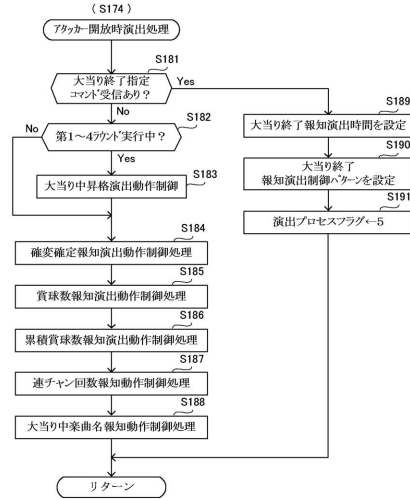 (S174)
アタッカー開放時演出処理
S181
大当り終了指定
コマンド受信あり?
Yes
No
S182
No
第1~4ラウンド実行中?
Yes
S183
大当り中昇格演出動作制御
S184
確変確定報知演出動作制御処理
S185
賞球数報知演出動作制御処理
S186
累積賞球数報知動作制御処理
S187
連チャン回数報知動作制御処理
S188
大当り中楽曲名報知動作制御処理
S189
大当り終了報知演出時間を設定
S190
大当り終了
報知演出制御パターンを設定
S191
演出プロセスフラグ←5
リターン